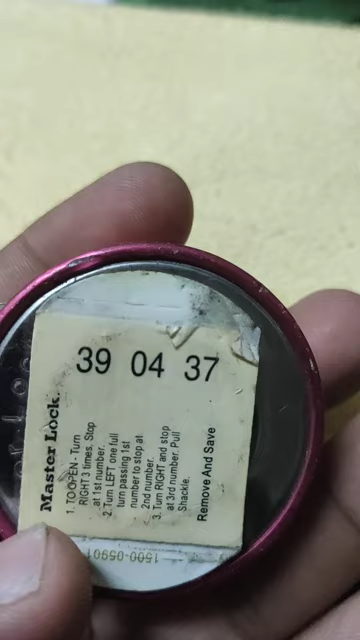 39 04 37
Master Lock.
1. TO OPEN - Turn
RIGHT 3 times. Stop
at 1st number.
2. Turn LEFT one full
turn passing 1st
number to stop at
2nd number.
3. Turn RIGHT and stop
at 3rd number. Pull
Shackle.
Remove And Save
1500-05901